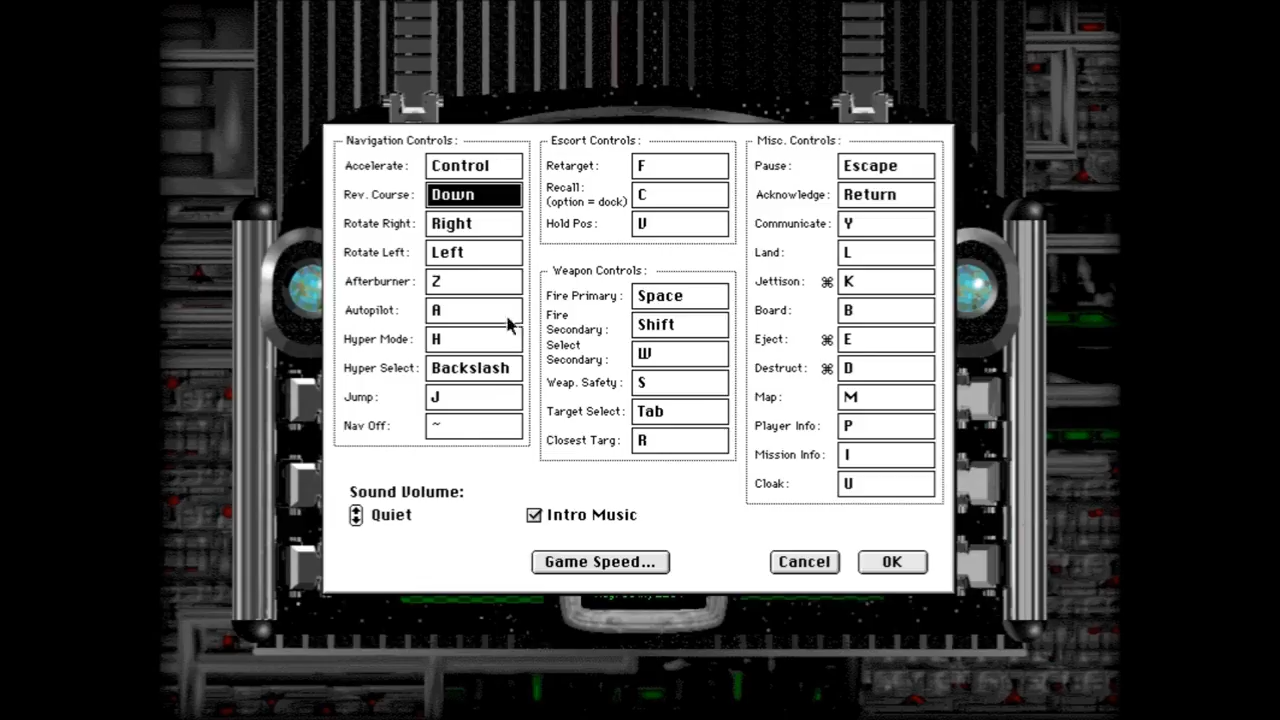 Navigation Controls:
Accelerate: Control
Rev. Course: Down
Rotate Right: Right
Rotate Left: Left
Afterburner: Z
Autopilot: A
Hyper Mode: H
Hyper Select: Backslash
Jump: J
Nav Off: ~
Escort Controls:
Retarget: F
Recall:
(option = dock) C
Hold Pos: V
Weapon Controls:
Fire Primary: Space
Fire
Secondary: Shift
Select
Secondary: W
Weap. Safety: S
Target Select: Tab
Closest Targ: R
Misc. Controls:
Pause: Escape
Acknowledge: Return
Communicate: Y
Land: L
Jettison: ⌘ K
Board: B
Eject: ⌘ E
Destruct: ⌘ D
Map: M
Player Info: P
Mission Info: I
Cloak: U
Sound Volume:
Quiet
Intro Music
Game Speed...
Cancel
OK